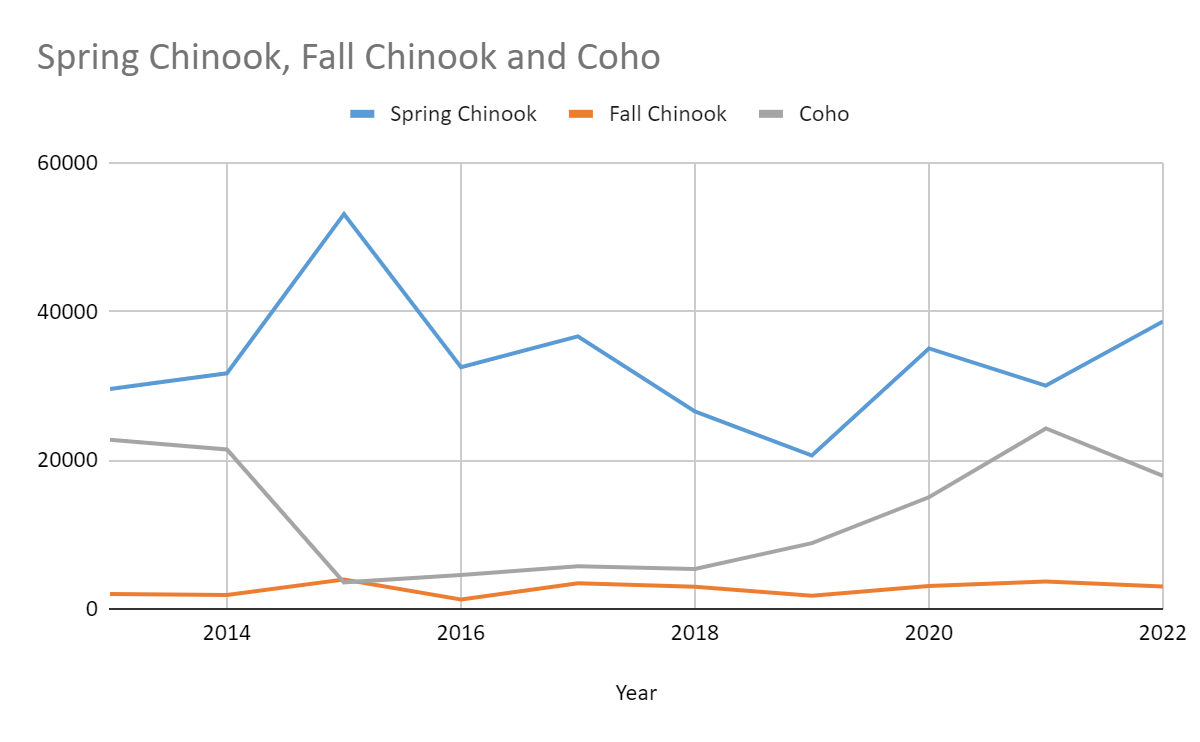 Spring Chinook, Fall Chinook and Coho
Spring Chinook Fall Chinook Coho
60000
40000
20000
0
2014 2016 2018 2020 2022
Year